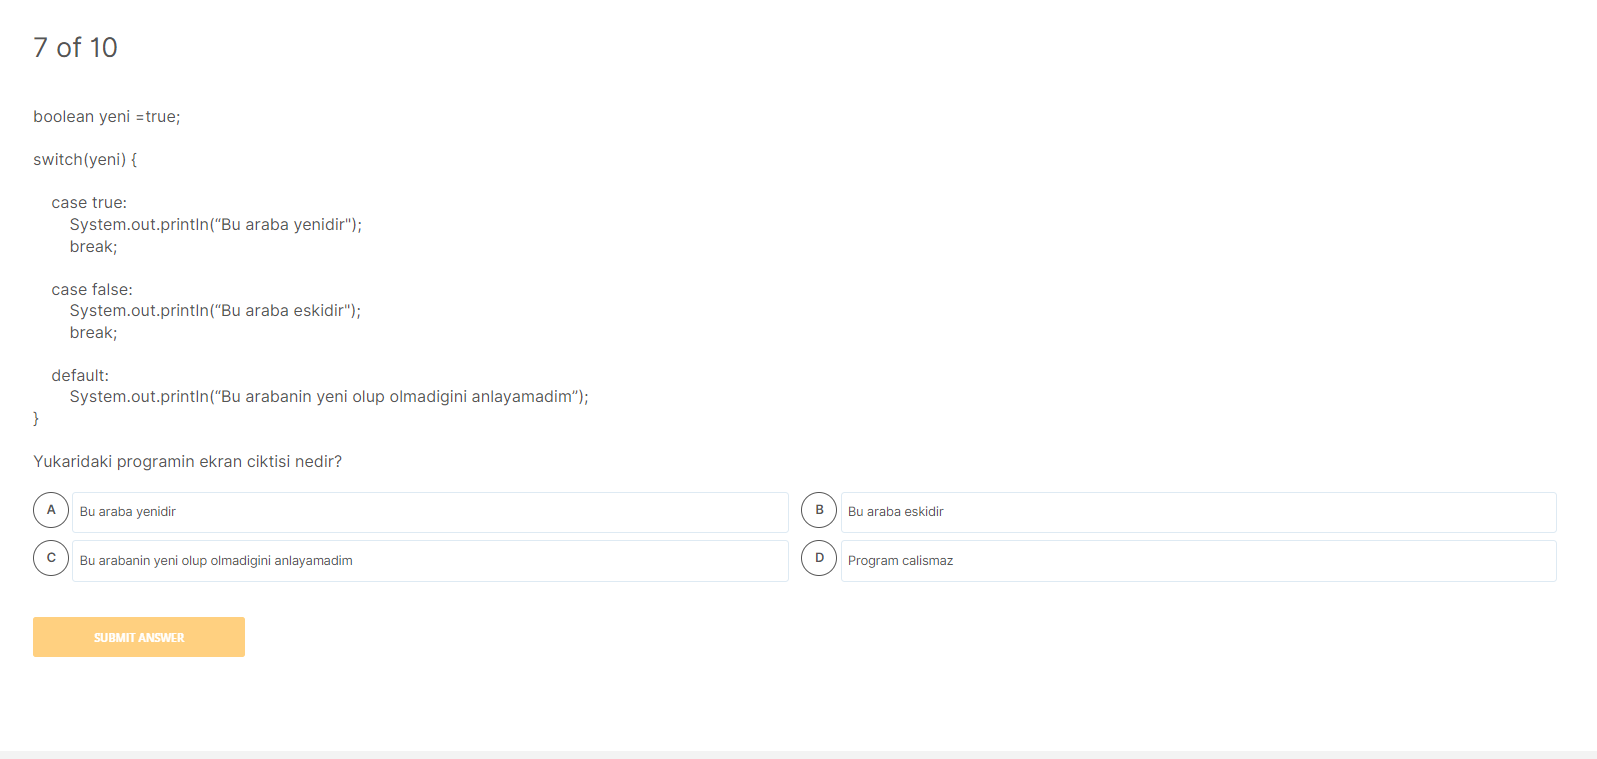 7 of 10
boolean yeni =true;
switch(yeni) {
case true:
System.out.println(“Bu araba yenidir");
break;
case false:
System.out.println(“Bu araba eskidir");
break;
default:
System.out.println(“Bu arabanin yeni olup olmadigini anlayamadim”);
}
Yukaridaki programin ekran ciktisi nedir?
A Bu araba yenidir
B Bu araba eskidir
C Bu arabanin yeni olup olmadigini anlayamadim
D Program calismaz
SUBMIT ANSWER